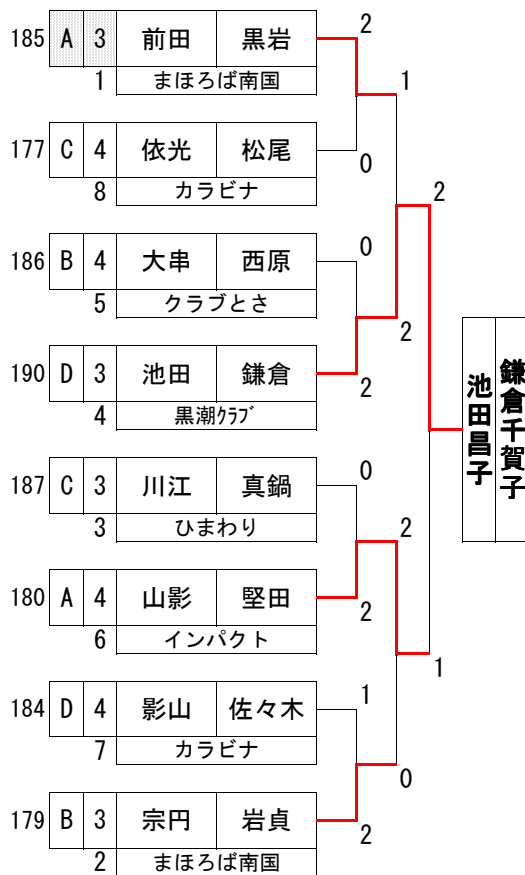 185 A 3 前田 黒岩 2
1 まほろば南国 1
177 C 4 依光 松尾 0
8 カラビナ 2
186 B 4 大串 西原 0
5 クラブとさ 2
190 D 3 池田 鎌倉 2
4 黒潮クラブ
池田昌子
鎌倉千賀子
187 C 3 川江 真鍋 0
3 ひまわり 2
180 A 4 山影 堅田 2
6 インパクト 1
184 D 4 影山 佐々木 1
7 カラビナ 0
179 B 3 宗円 岩貞 2
2 まほろば南国